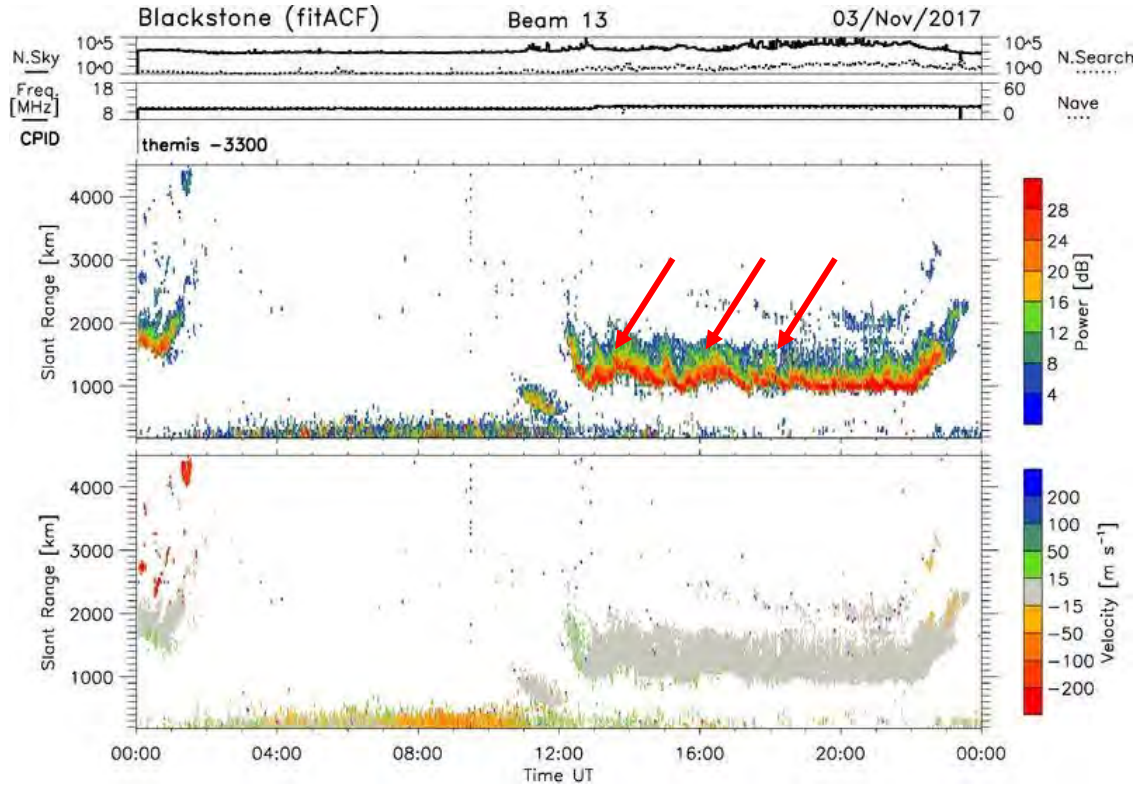 Blackstone (fitACF) Beam 13 03/Nov/2017
N.Sky 10^5 10^0 10^5 10^0 N.Search
Freq. [MHz] 18 8 60 0 Nave
CPID
themis -3300
Slant Range [km] 4000 3000 2000 1000
28 24 20 16 12 8 4 Power [dB]
Slant Range [km] 4000 3000 2000 1000
200 100 50 15 -15 -50 -100 -200 Velocity [m s⁻¹]
00:00 04:00 08:00 12:00 16:00 20:00 00:00
Time UT